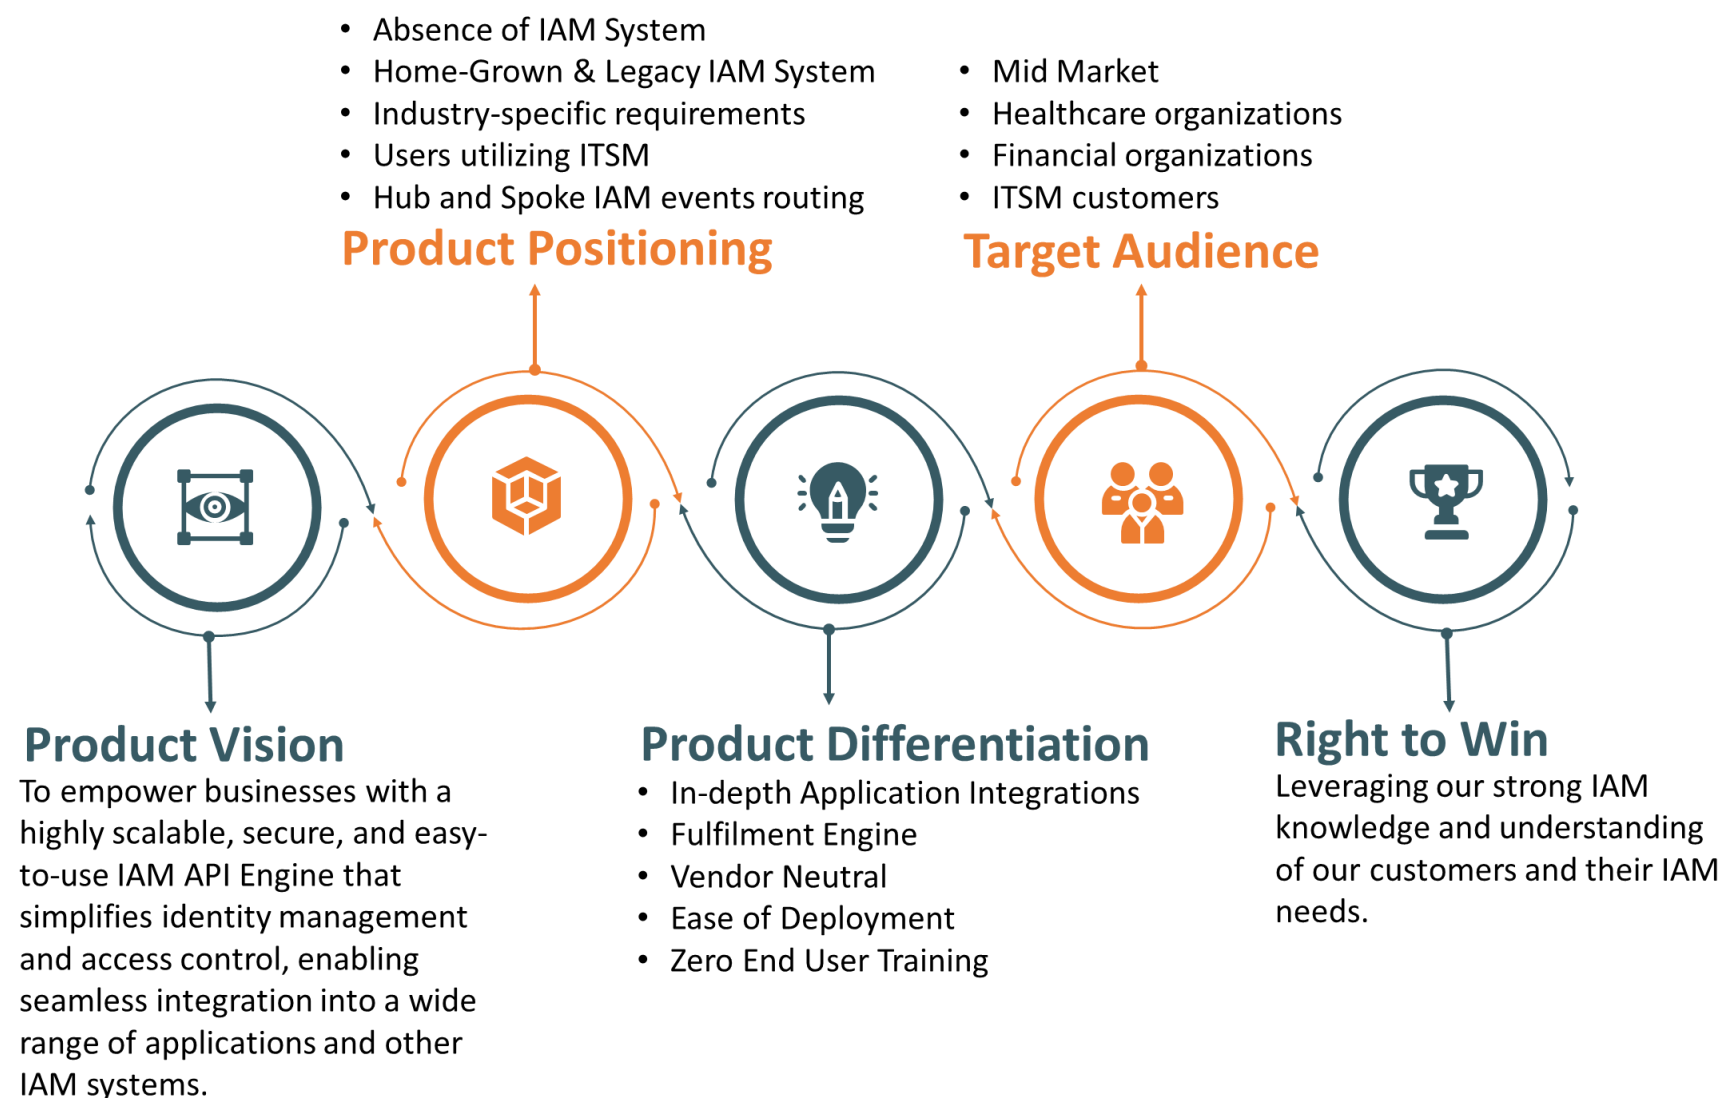 • Absence of IAM System
• Home-Grown & Legacy IAM System
• Industry-specific requirements
• Users utilizing ITSM
• Hub and Spoke IAM events routing
Product Positioning
• Mid Market
• Healthcare organizations
• Financial organizations
• ITSM customers
Target Audience
Product Vision
To empower businesses with a
highly scalable, secure, and easy-
to-use IAM API Engine that
simplifies identity management
and access control, enabling
seamless integration into a wide
range of applications and other
IAM systems.
Product Differentiation
• In-depth Application Integrations
• Fulfilment Engine
• Vendor Neutral
• Ease of Deployment
• Zero End User Training
Right to Win
Leveraging our strong IAM
knowledge and understanding
of our customers and their IAM
needs.